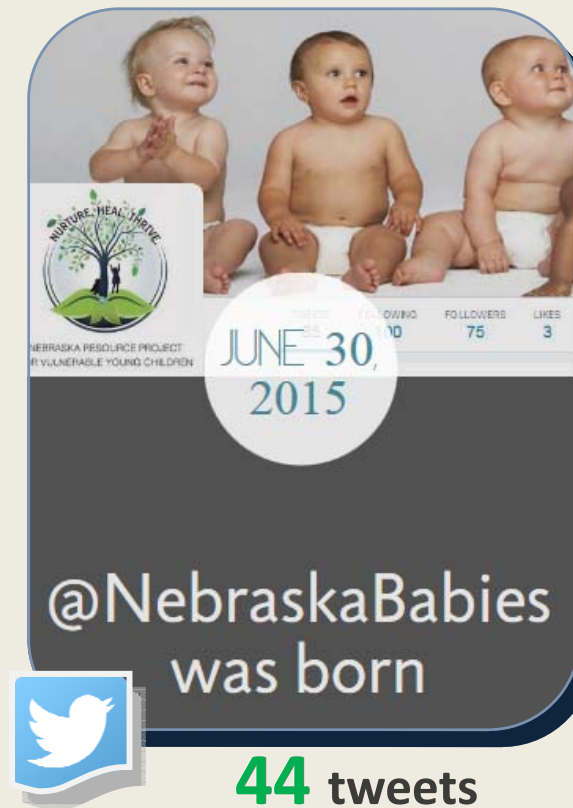 NURTURE. HEAL. THRIVE
NEBRASKA RESOURCE PROJECT
R VULNERABLE YOUNG CHILDREN
FOLLOWERS LIKES
75 3
JUNE 30,
2015
@NebraskaBabies
was born
44 tweets